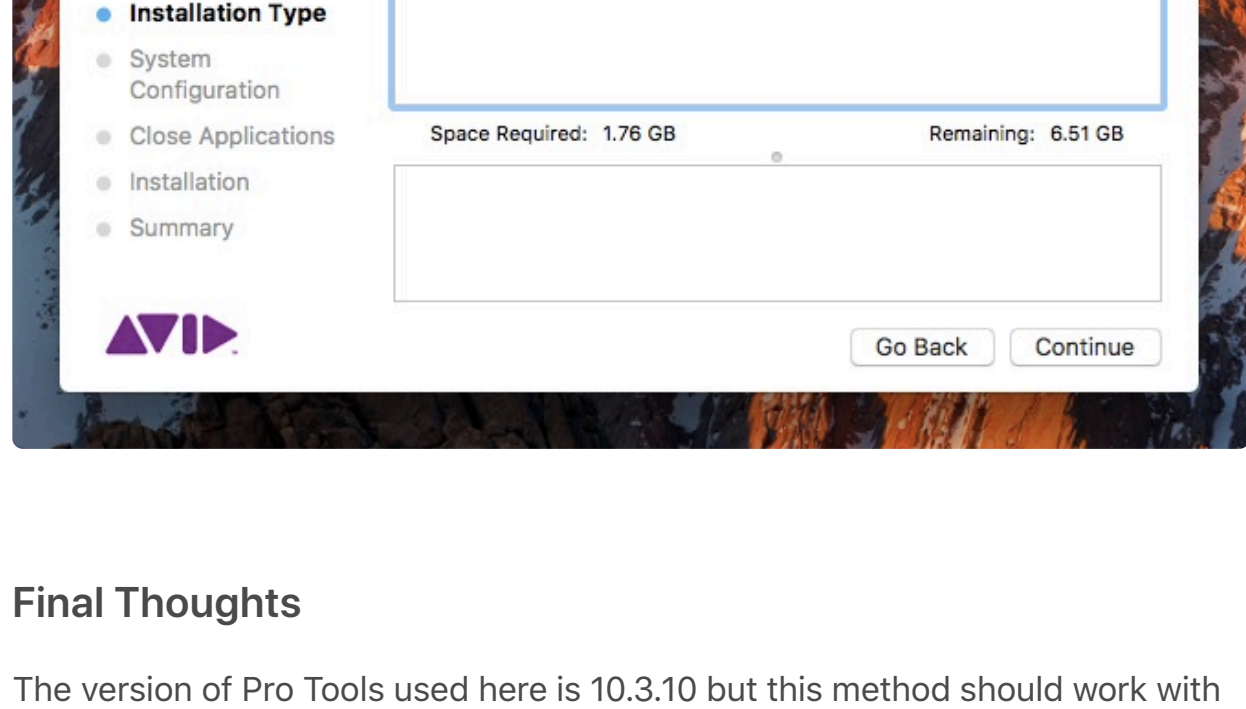 Installation Type
System
Configuration
Close Applications
Space Required: 1.76 GB
Remaining: 6.51 GB
Installation
Summary
AVID
Go Back
Continue
Final Thoughts
The version of Pro Tools used here is 10.3.10 but this method should work with